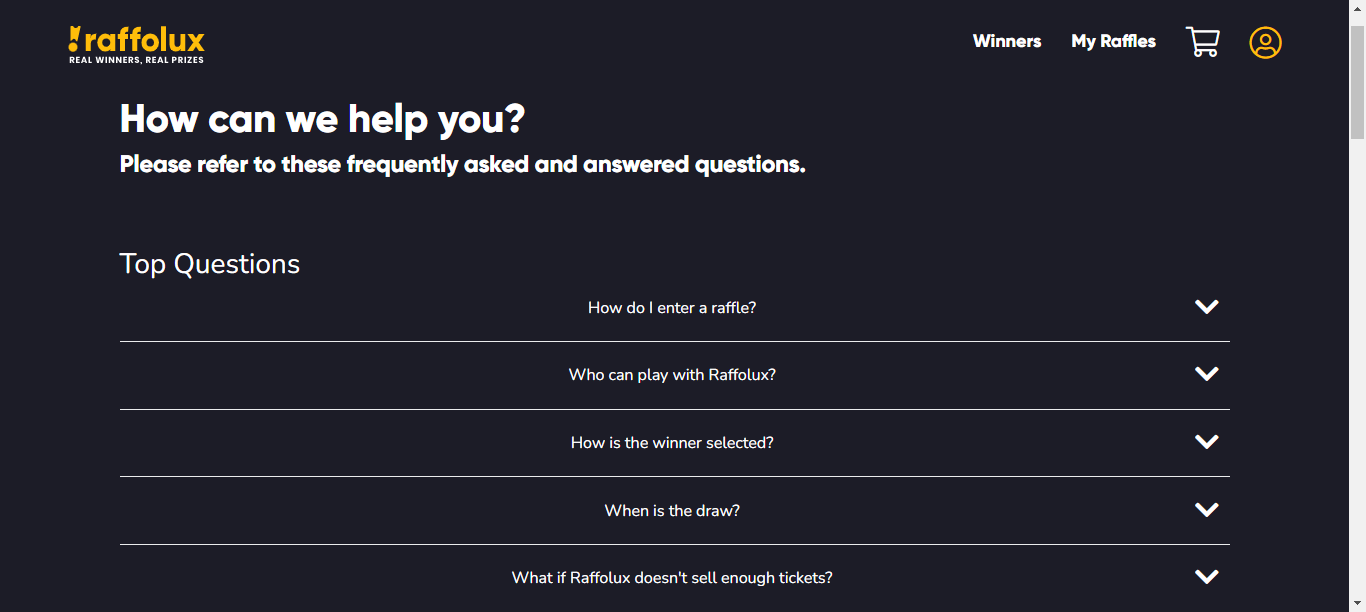 raffolux
REAL WINNERS, REAL PRIZES
Winners
My Raffles
How can we help you?
Please refer to these frequently asked and answered questions.
Top Questions
How do I enter a raffle?
Who can play with Raffolux?
How is the winner selected?
When is the draw?
What if Raffolux doesn't sell enough tickets?